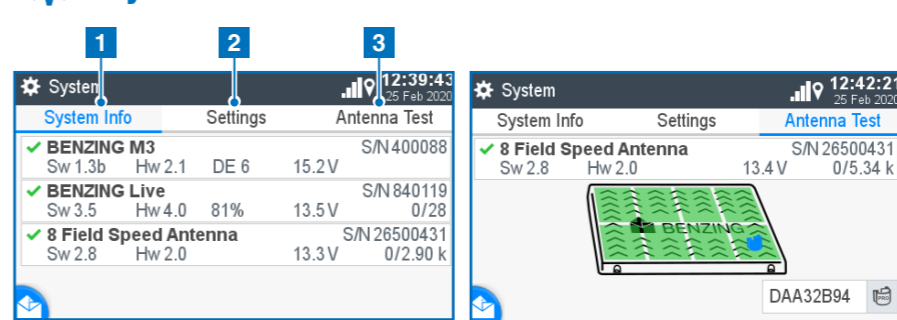 1 2 3
System 12:39:43
25 Feb 2020
System Info Settings Antenna Test
BENZING M3 S/N 400088
Sw 1.3b Hw 2.1 DE 6 15.2 V
BENZING Live S/N 840119
Sw 3.5 Hw 4.0 81% 13.5 V 0/28
8 Field Speed Antenna S/N 26500431
Sw 2.8 Hw 2.0 13.3 V 0/2.90 k
System 12:42:21
25 Feb 2020
System Info Settings Antenna Test
8 Field Speed Antenna S/N 26500431
Sw 2.8 Hw 2.0 13.4 V 0/5.34 k
BENZING
DAA32B94
PRO